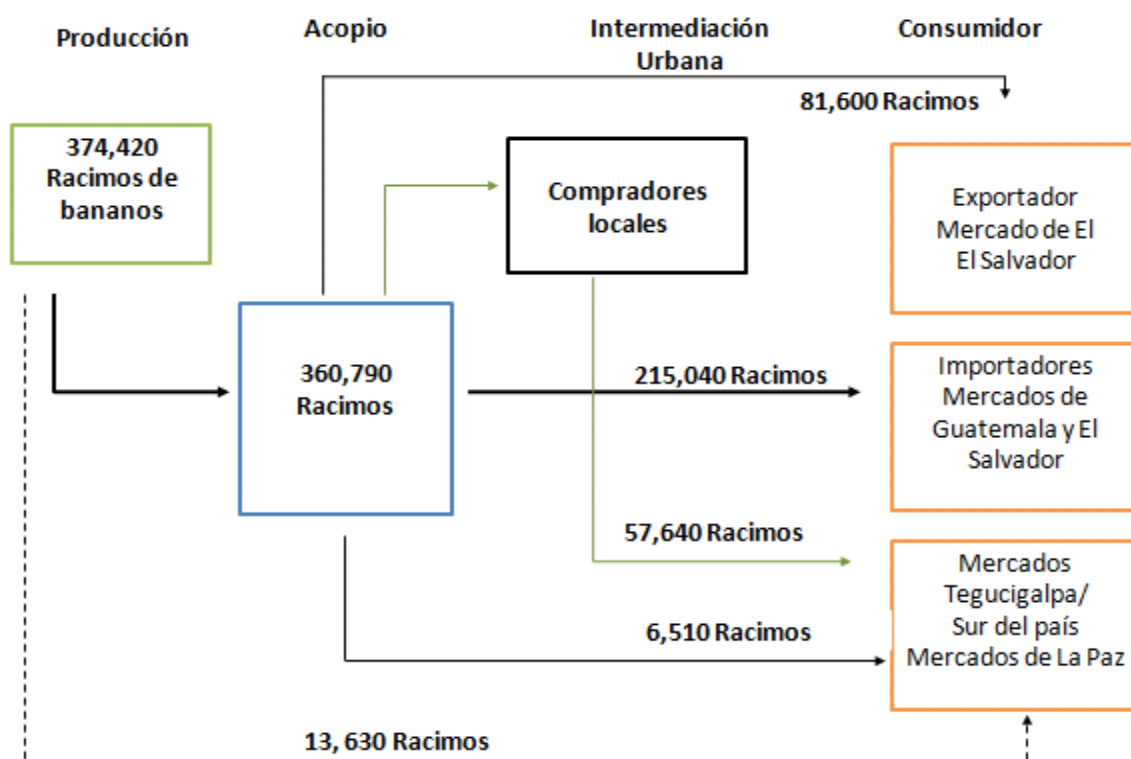 Producción
Acopio
Intermediación
Urbana
Consumidor
81,600 Racimos
374,420
Racimos de
bananos
Compradores
locales
Exportador
Mercado de El
El Salvador
360,790
Racimos
215,040 Racimos
Importadores
Mercados de
Guatemala y El
Salvador
57,640 Racimos
Mercados
Tegucigalpa/
Sur del país
Mercados de La Paz
6,510 Racimos
13, 630 Racimos